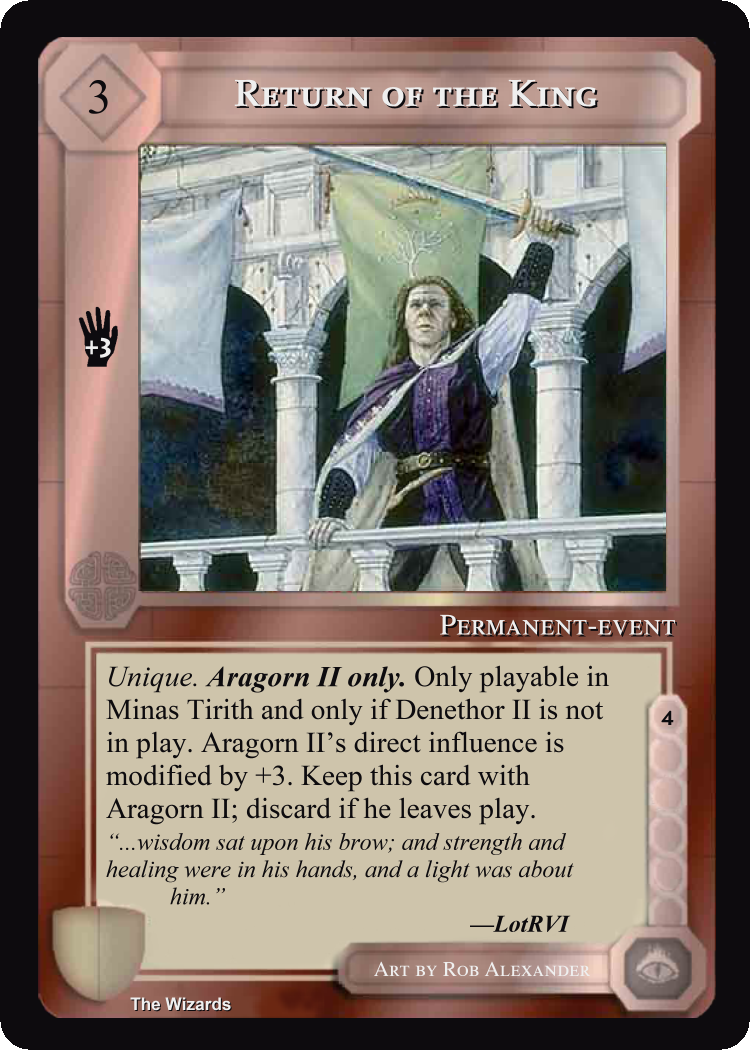 3
Return of the King
+3
Permanent-event
Unique. Aragorn II only. Only playable in
Minas Tirith and only if Denethor II is not
in play. Aragorn II’s direct influence is
modified by +3. Keep this card with
Aragorn II; discard if he leaves play.
“...wisdom sat upon his brow; and strength and
healing were in his hands, and a light was about
him.”
—LotRVI
4
Art by Rob Alexander
The Wizards